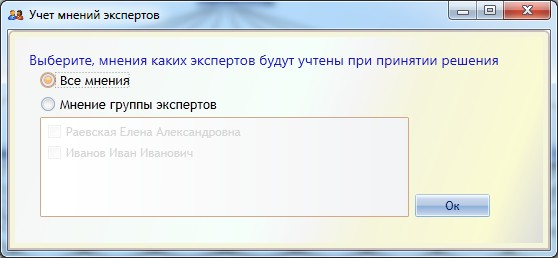 Учет мнений экспертов
Выберите, мнения каких экспертов будут учтены при принятии решения
Все мнения
Мнение группы экспертов
Раевская Елена Александровна
Иванов Иван Иванович
Ок